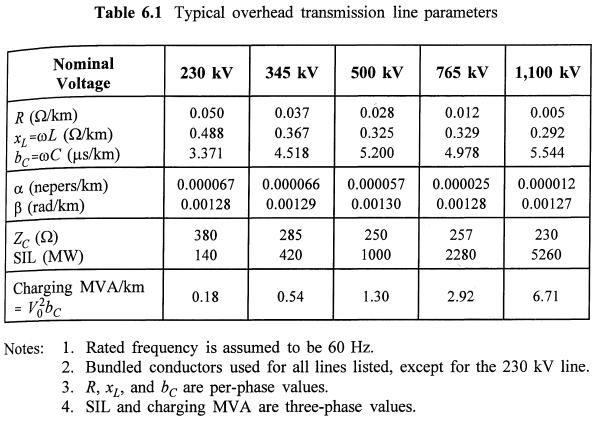 Table 6.1 Typical overhead transmission line parameters
Nominal Voltage 230 kV 345 kV 500 kV 765 kV 1,100 kV
R (Ω/km) 0.050 0.037 0.028 0.012 0.005
x_L=ωL (Ω/km) 0.488 0.367 0.325 0.329 0.292
b_C=ωC (μs/km) 3.371 4.518 5.200 4.978 5.544
α (nepers/km) 0.000067 0.000066 0.000057 0.000025 0.000012
β (rad/km) 0.00128 0.00129 0.00130 0.00128 0.00127
Z_C (Ω) 380 285 250 257 230
SIL (MW) 140 420 1000 2280 5260
Charging MVA/km = V_0^2 b_C 0.18 0.54 1.30 2.92 6.71
Notes: 1. Rated frequency is assumed to be 60 Hz.
2. Bundled conductors used for all lines listed, except for the 230 kV line.
3. R, x_L, and b_C are per-phase values.
4. SIL and charging MVA are three-phase values.